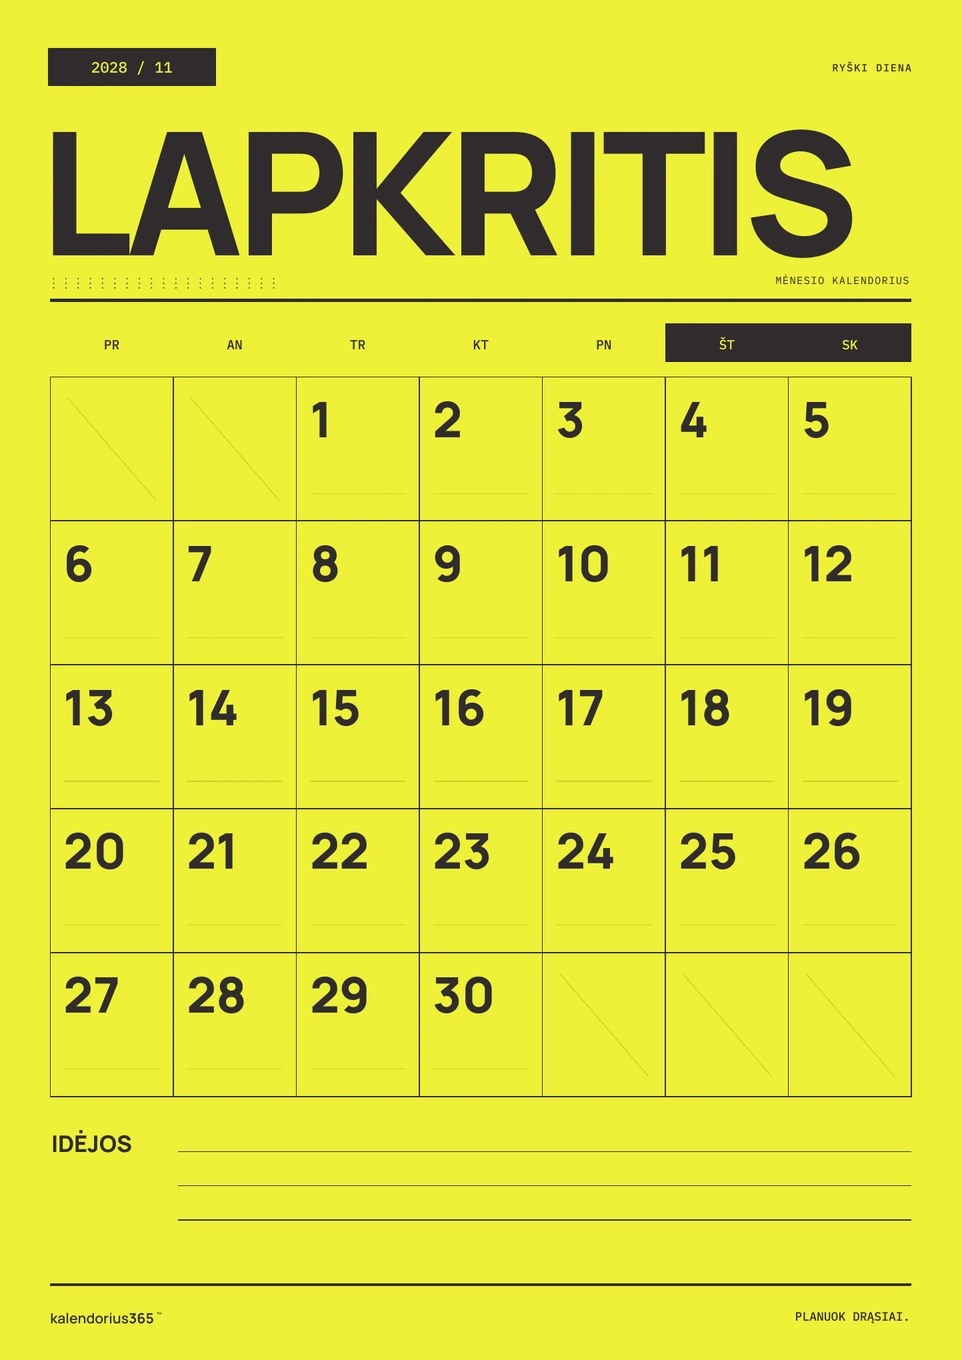 2028 / 11
RYŠKI DIENA
LAPKRITIS
MĖNESIO KALENDORIUS
PR AN TR KT PN ŠT SK
1 2 3 4 5
6 7 8 9 10 11 12
13 14 15 16 17 18 19
20 21 22 23 24 25 26
27 28 29 30
IDĖJOS
kalendorius365™
PLANUOK DRĄSIAI.